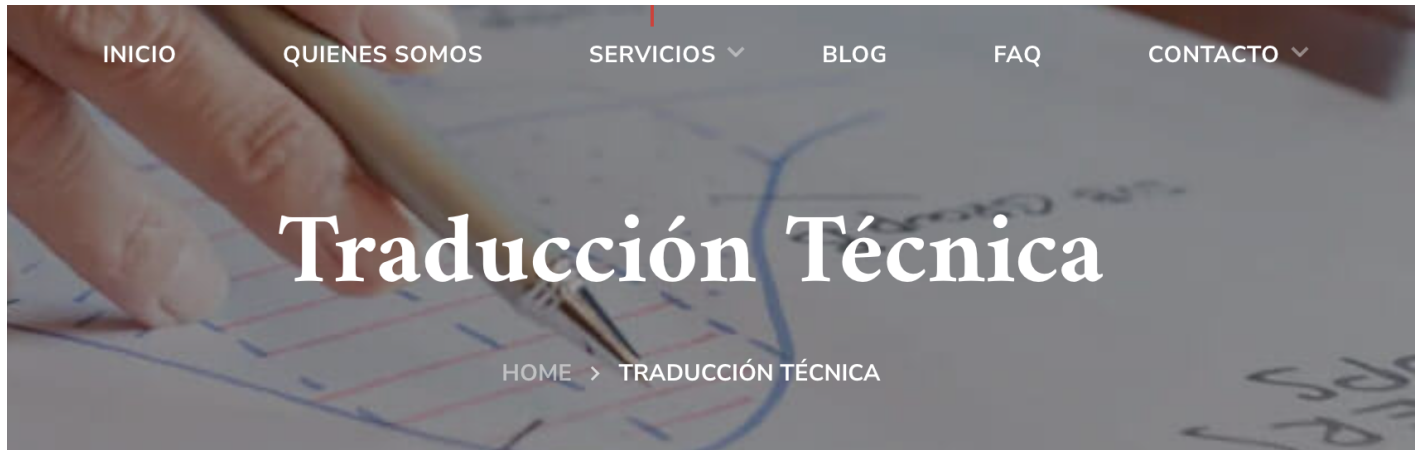 INICIO QUIENES SOMOS SERVICIOS BLOG FAQ CONTACTO
Traducción Técnica
HOME > TRADUCCIÓN TÉCNICA